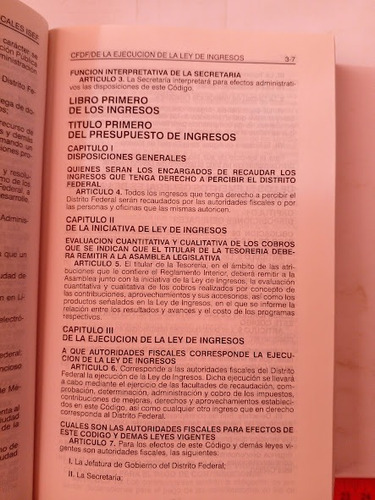 CALES ISEF
carácter se
ción Pública
dministración
Distrito Fe-
CFDF/DE LA EJECUCION DE LA LEY DE INGRESOS 3-7
FUNCION INTERPRETATIVA DE LA SECRETARIA
ARTICULO 3. La Secretaría interpretará para efectos administrati-
vos las disposiciones de este Código.
LIBRO PRIMERO
DE LOS INGRESOS
TITULO PRIMERO
DEL PRESUPUESTO DE INGRESOS
CAPITULO I
DISPOSICIONES GENERALES
QUIENES SERAN LOS ENCARGADOS DE RECAUDAR LOS
INGRESOS QUE TENGA DERECHO A PERCIBIR EL DISTRITO
FEDERAL
ARTICULO 4. Todos los ingresos que tenga derecho a percibir el
Distrito Federal serán recaudados por las autoridades fiscales o por
las personas y oficinas que las mismas autoricen.
CAPITULO II
DE LA INICIATIVA DE LEY DE INGRESOS
EVALUACION CUANTITATIVA Y CUALITATIVA DE LOS COBROS
QUE SE INDICAN QUE EL TITULAR DE LA TESORERIA DEBE-
RA REMITIR A LA ASAMBLEA LEGISLATIVA
ARTICULO 5. El titular de la Tesorería, en el ámbito de las atri-
buciones que le confiere el Reglamento Interior, deberá remitir a la
Asamblea junto con la iniciativa de la Ley de Ingresos, la evaluación
cuantitativa y cualitativa de los cobros realizados por concepto de
las contribuciones, aprovechamientos y sus accesorios, así como los
productos señalados en la Ley de Ingresos, en el que se informe la
relación entre los resultados y avances y el costo de los programas
respectivos.
CAPITULO III
DE LA EJECUCION DE LA LEY DE INGRESOS
A QUE AUTORIDADES FISCALES CORRESPONDE LA EJECU-
CION DE LA LEY DE INGRESOS
ARTICULO 6. Corresponde a las autoridades fiscales del Distrito
Federal la ejecución de la Ley de Ingresos. Dicha ejecución se llevará
a cabo mediante el ejercicio de las facultades de recaudación, com-
probación, determinación, administración y cobro de los impuestos,
contribuciones de mejoras, derechos y aprovechamientos estableci-
dos en este Código, así como cualquier otro ingreso que en derecho
corresponda al Distrito Federal.
CUALES SON LAS AUTORIDADES FISCALES PARA EFECTOS DE
ESTE CODIGO Y DEMAS LEYES VIGENTES
ARTICULO 7. Para los efectos de este Código y demás leyes vigen-
tes son autoridades fiscales, las siguientes:
I. La Jefatura de Gobierno del Distrito Federal;
II. La Secretaría;